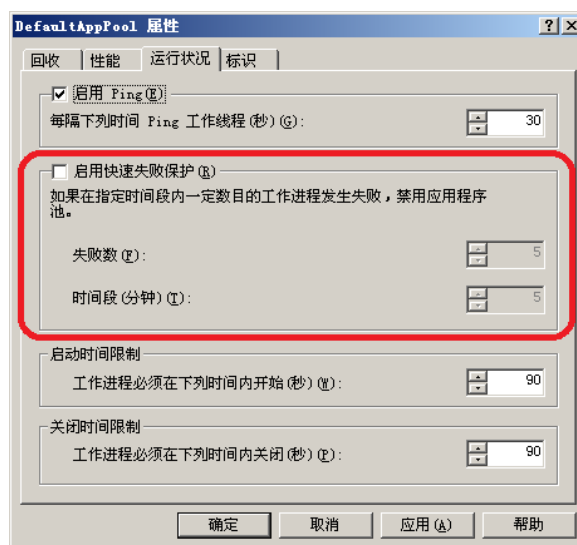 DefaultAppPool 属性
回收 性能 运行状况 标识
启用 Ping(E)
每隔下列时间 Ping 工作线程(秒)(G): 30
启用快速失败保护(R)
如果在指定时间段内一定数目的工作进程发生失败，禁用应用程序
池。
失败数(F): 5
时间段(分钟)(T): 5
启动时间限制
工作进程必须在下列时间内开始(秒)(W): 90
关闭时间限制
工作进程必须在下列时间内关闭(秒)(P): 90
确定 取消 应用(A) 帮助